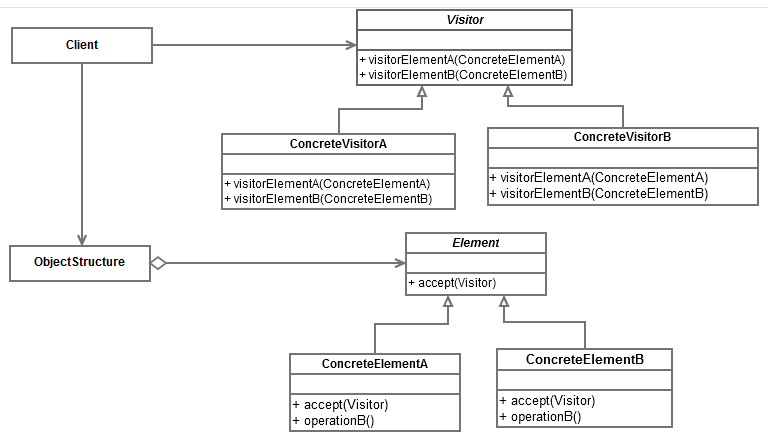 Visitor
Client
+ visitorElementA(ConcreteElementA)
+ visitorElementB(ConcreteElementB)
ConcreteVisitorA
+ visitorElementA(ConcreteElementA)
+ visitorElementB(ConcreteElementB)
ConcreteVisitorB
+ visitorElementA(ConcreteElementA)
+ visitorElementB(ConcreteElementB)
ObjectStructure
Element
+ accept(Visitor)
ConcreteElementA
+ accept(Visitor)
+ operationB()
ConcreteElementB
+ accept(Visitor)
+ operationB()